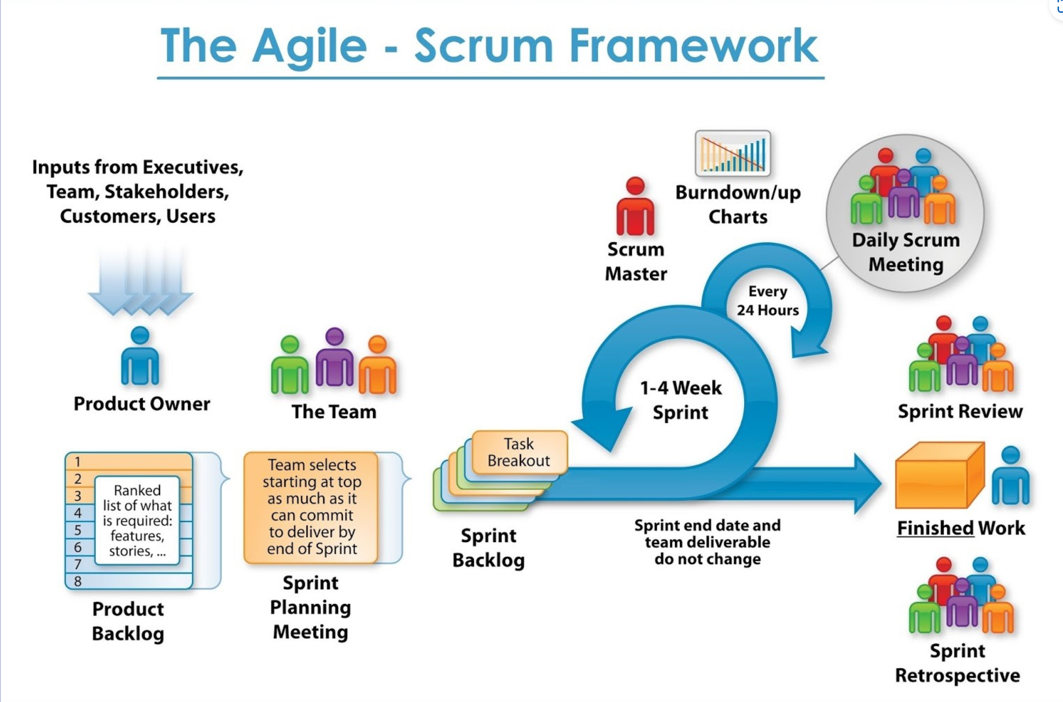 The Agile - Scrum Framework
Inputs from Executives,
Team, Stakeholders,
Customers, Users
Product Owner
The Team
1
2
3
4
5
6
7
8
Ranked
list of what
is required:
features,
stories, ...
Product
Backlog
Team selects
starting at top
as much as it
can commit
to deliver by
end of Sprint
Sprint
Planning
Meeting
Task
Breakout
Sprint
Backlog
Scrum
Master
Burndown/up
Charts
Every
24 Hours
1-4 Week
Sprint
Sprint end date and
team deliverable
do not change
Daily Scrum
Meeting
Sprint Review
Finished Work
Sprint
Retrospective